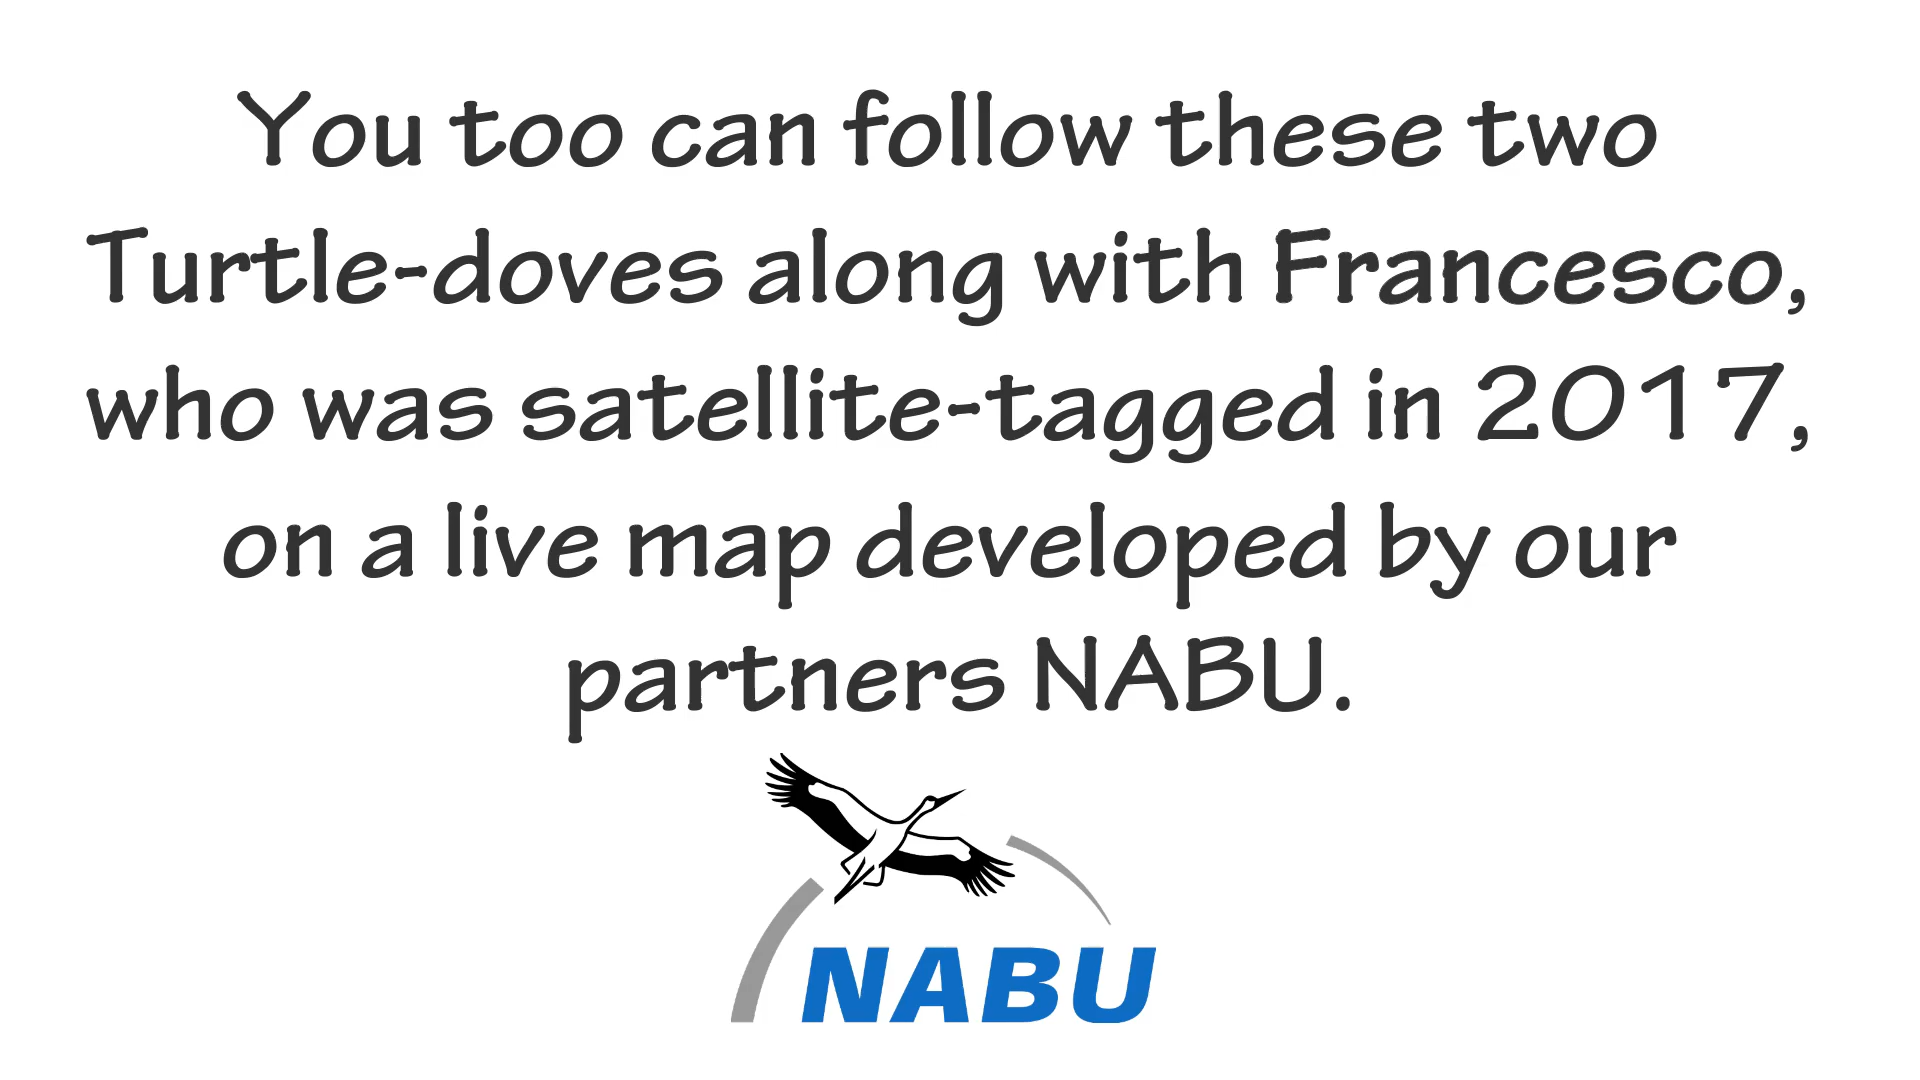 You too can follow these two
Turtle-doves along with Francesco,
who was satellite-tagged in 2017,
on a live map developed by our
partners NABU.
NABU